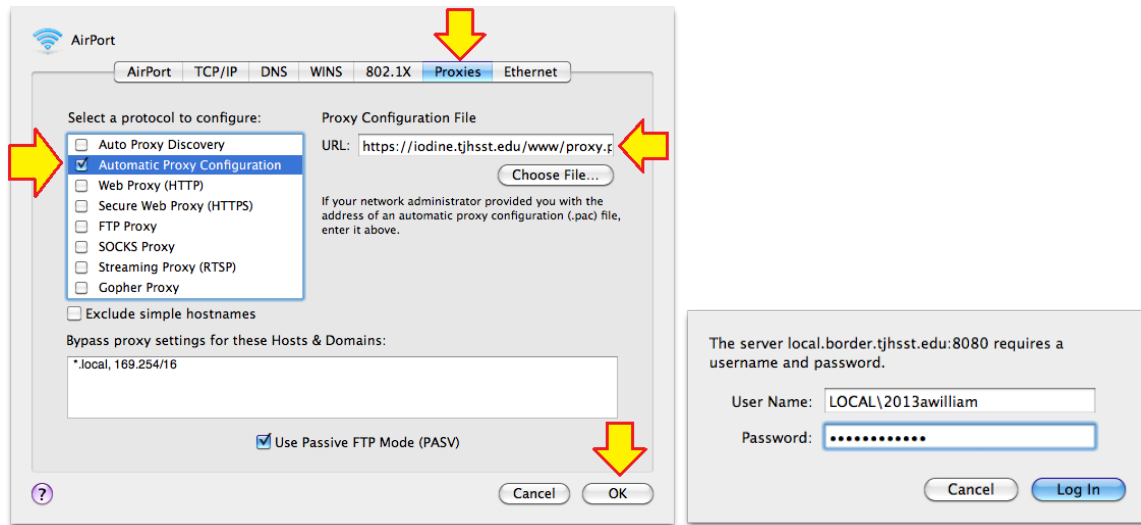 AirPort
AirPort TCP/IP DNS WINS 802.1X Proxies Ethernet
Select a protocol to configure:
Auto Proxy Discovery
Automatic Proxy Configuration
Web Proxy (HTTP)
Secure Web Proxy (HTTPS)
FTP Proxy
SOCKS Proxy
Streaming Proxy (RTSP)
Gopher Proxy
Proxy Configuration File
URL: https://iodine.tjhsst.edu/www/proxy.p
Choose File...
If your network administrator provided you with the
address of an automatic proxy configuration (.pac) file,
enter it above.
Exclude simple hostnames
Bypass proxy settings for these Hosts & Domains:
*.local, 169.254/16
Use Passive FTP Mode (PASV)
? Cancel OK
The server local.border.tjhsst.edu:8080 requires a
username and password.
User Name: LOCAL\2013awilliam
Password: ••••••••••••
Cancel Log In